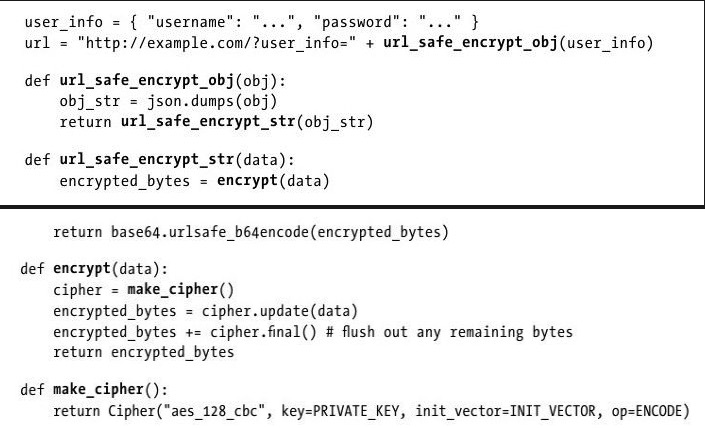 user_info = { "username": "...", "password": "..." }
url = "http://example.com/?user_info=" + url_safe_encrypt_obj(user_info)
def url_safe_encrypt_obj(obj):
    obj_str = json.dumps(obj)
    return url_safe_encrypt_str(obj_str)
def url_safe_encrypt_str(data):
    encrypted_bytes = encrypt(data)
    return base64.urlsafe_b64encode(encrypted_bytes)
def encrypt(data):
    cipher = make_cipher()
    encrypted_bytes = cipher.update(data)
    encrypted_bytes += cipher.final() # flush out any remaining bytes
    return encrypted_bytes
def make_cipher():
    return Cipher("aes_128_cbc", key=PRIVATE_KEY, init_vector=INIT_VECTOR, op=ENCODE)